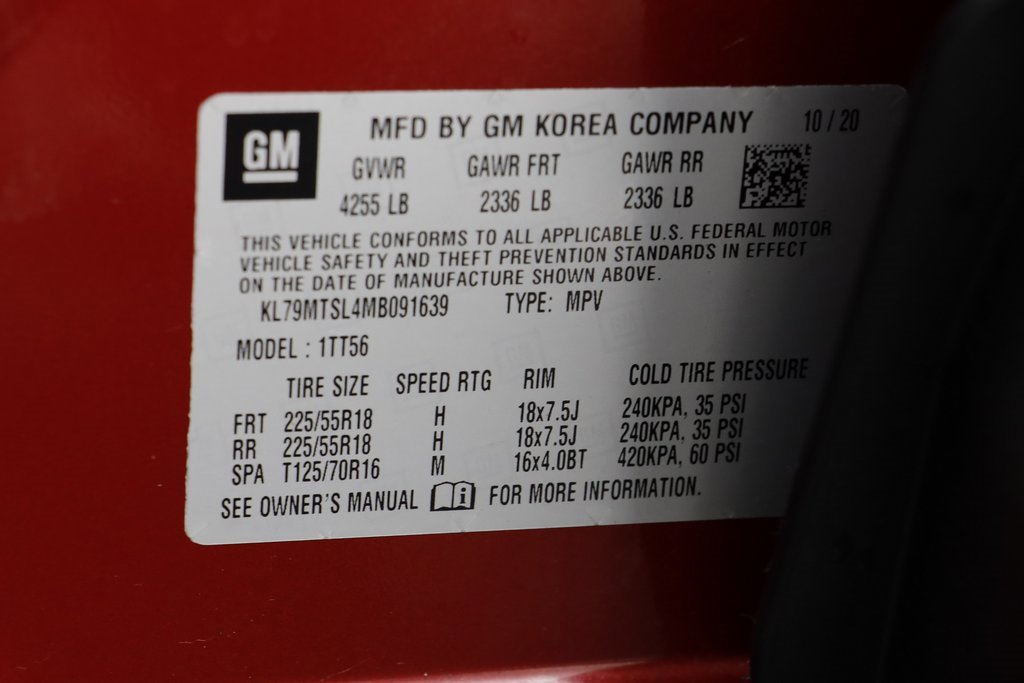 GM
MFD BY GM KOREA COMPANY 10/20
GVWR GAWR FRT GAWR RR
4255 LB 2336 LB 2336 LB
THIS VEHICLE CONFORMS TO ALL APPLICABLE U.S. FEDERAL MOTOR
VEHICLE SAFETY AND THEFT PREVENTION STANDARDS IN EFFECT
ON THE DATE OF MANUFACTURE SHOWN ABOVE.
KL79MTSL4MB091639 TYPE: MPV
MODEL : 1TT56
TIRE SIZE SPEED RTG RIM COLD TIRE PRESSURE
FRT 225/55R18 H 18x7.5J 240KPA, 35 PSI
RR 225/55R18 H 18x7.5J 240KPA, 35 PSI
SPA T125/70R16 M 16x4.0BT 420KPA, 60 PSI
SEE OWNER'S MANUAL i FOR MORE INFORMATION.